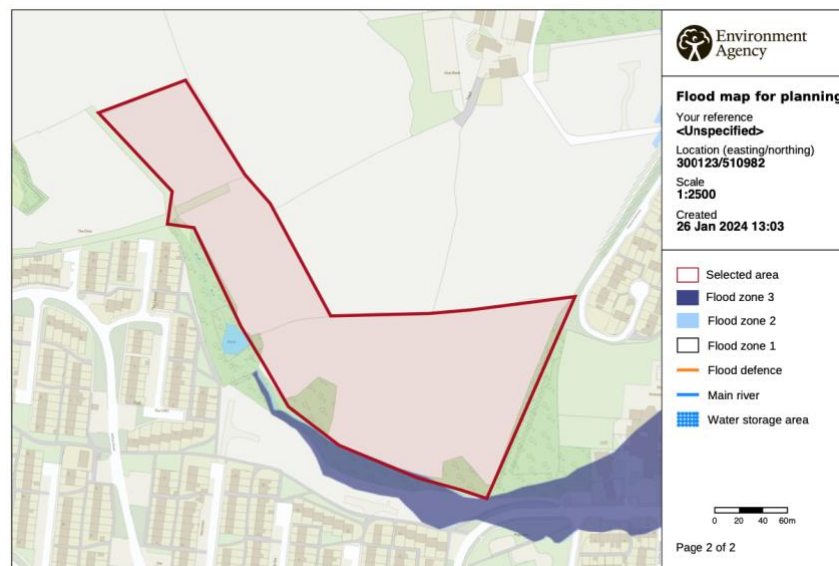 Environment
Agency
Flood map for planning
Your reference
<Unspecified>
Location (easting/northing)
300123/510982
Scale
1:2500
Created
26 Jan 2024 13:03
Selected area
Flood zone 3
Flood zone 2
Flood zone 1
Flood defence
Main river
Water storage area
0 20 40 60m
Page 2 of 2